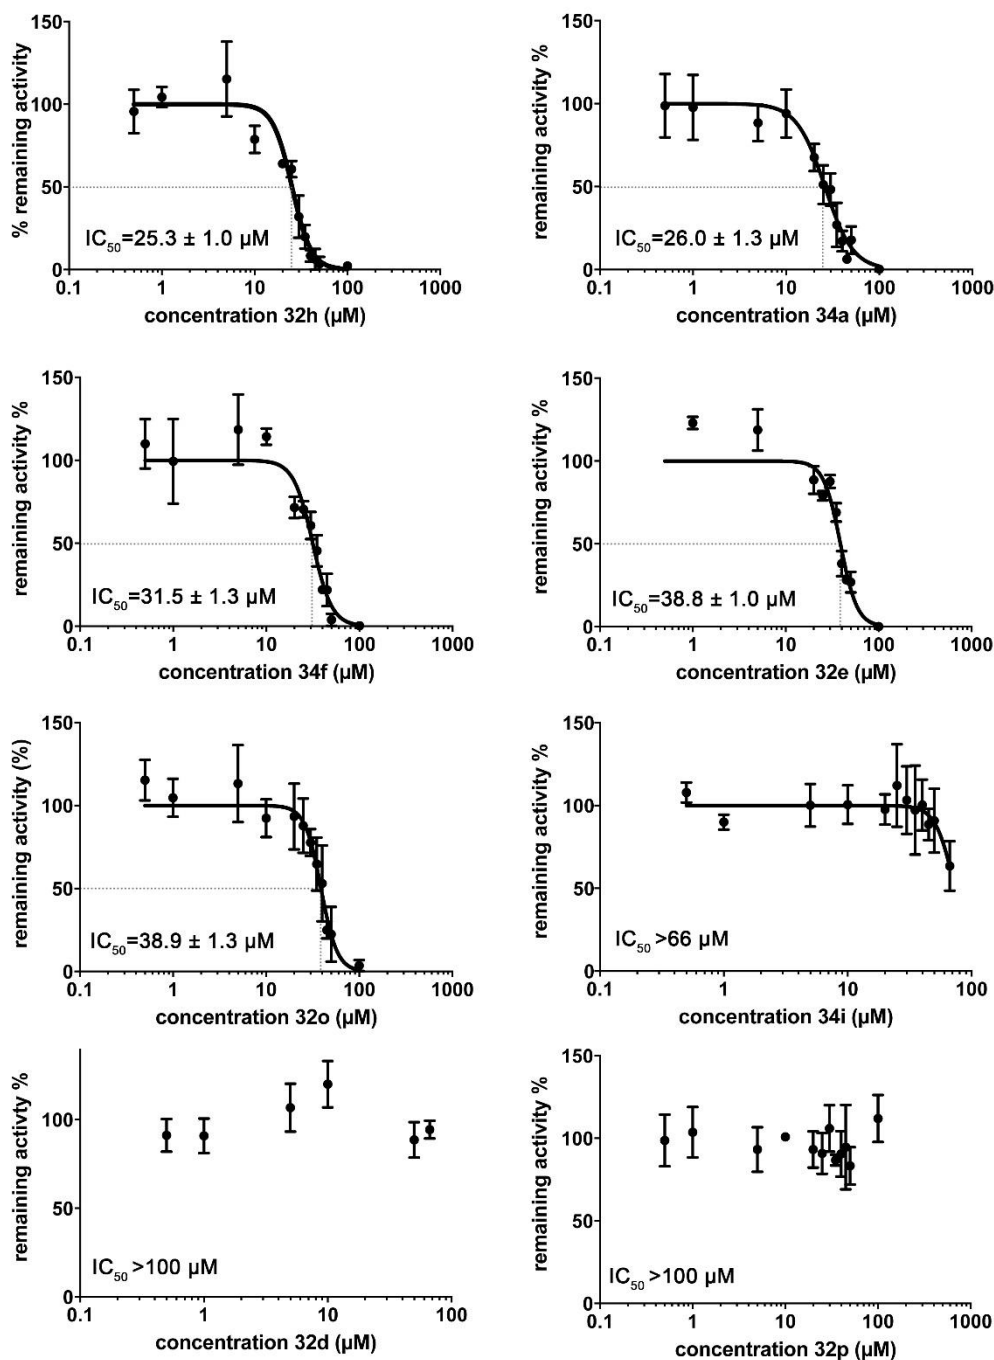 150
100
50
0
% remaining activity
IC50=25.3 ± 1.0 µM
0.1 1 10 100 1000
concentration 32h (µM)
150
100
50
0
remaining activity %
IC50=26.0 ± 1.3 µM
0.1 1 10 100 1000
concentration 34a (µM)
150
100
50
0
remaining activity %
IC50=31.5 ± 1.3 µM
0.1 1 10 100 1000
concentration 34f (µM)
150
100
50
0
remaining activity %
IC50=38.8 ± 1.0 µM
0.1 1 10 100 1000
concentration 32e (µM)
150
100
50
0
remaining activity (%)
IC50=38.9 ± 1.3 µM
0.1 1 10 100 1000
concentration 32o (µM)
150
100
50
0
remaining activity %
IC50 >66 µM
0.1 1 10 100
concentration 34i (µM)
100
50
0
remaining activity %
IC50 >100 µM
0.1 1 10 100
concentration 32d (µM)
150
100
50
0
remaining activity %
IC50 >100 µM
0.1 1 10 100 1000
concentration 32p (µM)